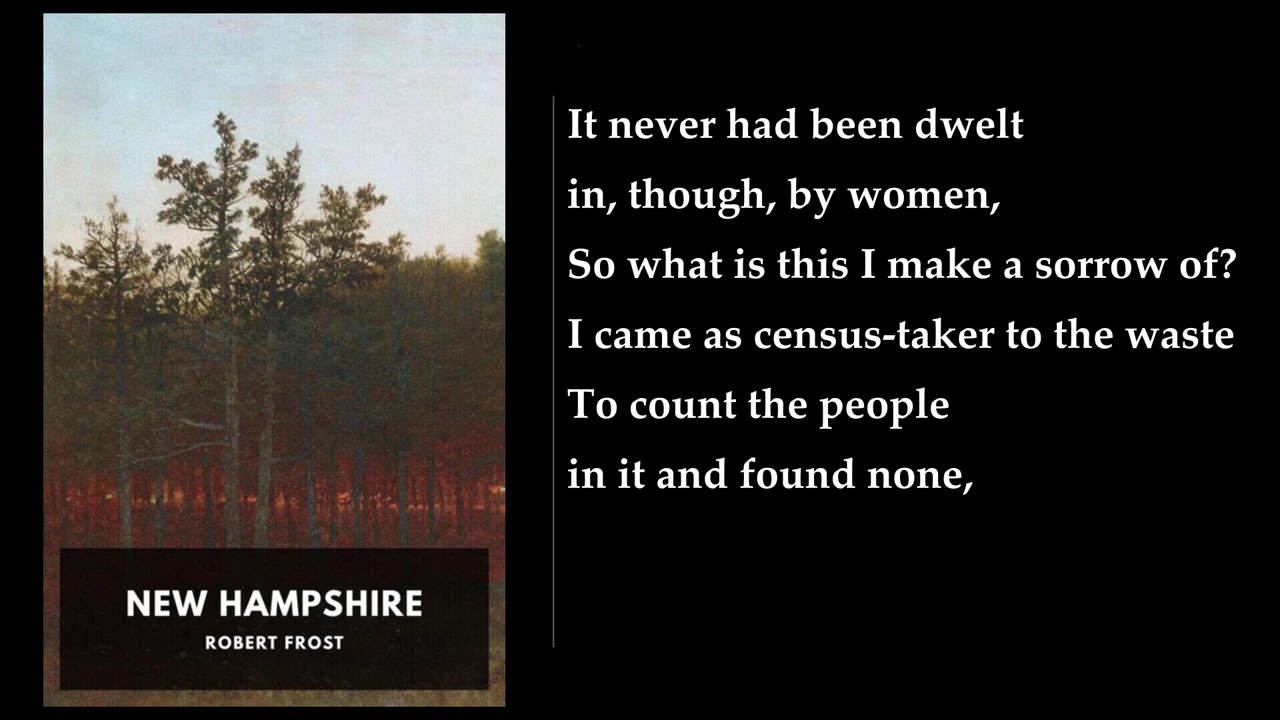 NEW HAMPSHIRE
ROBERT FROST
It never had been dwelt
in, though, by women,
So what is this I make a sorrow of?
I came as census-taker to the waste
To count the people
in it and found none,